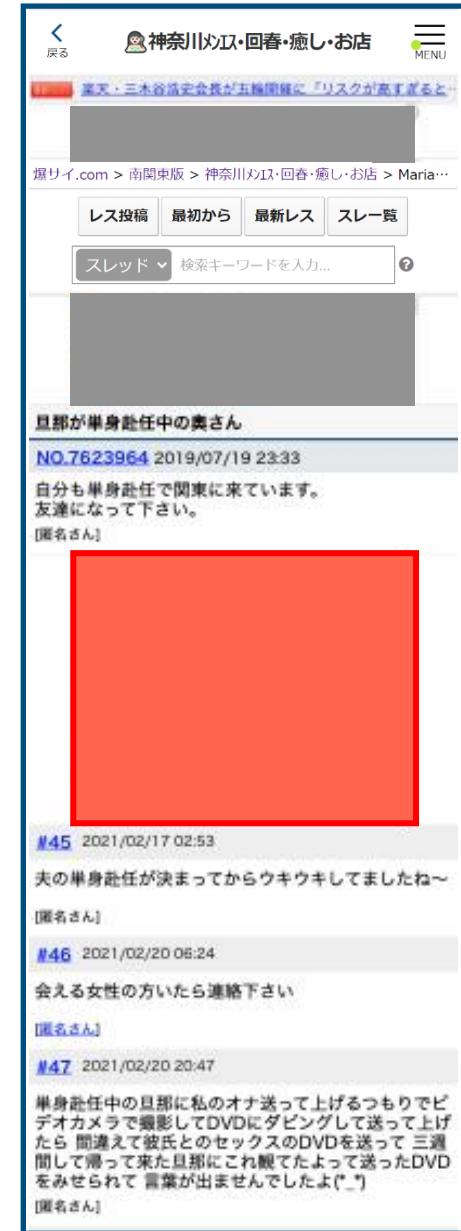 戻る
神奈川ﾒﾝｴｽ・回春・癒し・お店
MENU
楽天・三木谷浩史会長が五輪開催に『リスクが高すぎると…
爆サイ.com > 南関東版 > 神奈川ﾒﾝｴｽ・回春・癒し・お店 > Maria…
レス投稿 最初から 最新レス スレ一覧
スレッド 検索キーワードを入力... ?
旦那が単身赴任中の奥さん
NO.7623964 2019/07/19 23:33
自分も単身赴任で関東に来ています。
友達になって下さい。
[匿名さん]
#45 2021/02/17 02:53
夫の単身赴任が決まってからウキウキしてましたね～
[匿名さん]
#46 2021/02/20 06:24
会える女性の方いたら連絡下さい
[匿名さん]
#47 2021/02/20 20:47
単身赴任中の旦那に私のオナ送って上げるつもりでビ
デオカメラで撮影してDVDにダビングして送って上げ
たら 間違えて彼氏とのセックスのDVDを送って 三週
間して帰って来た旦那にこれ観てたよって送ったDVD
をみせられて 言葉が出ませんでしたよ(*_*)
[匿名さん]